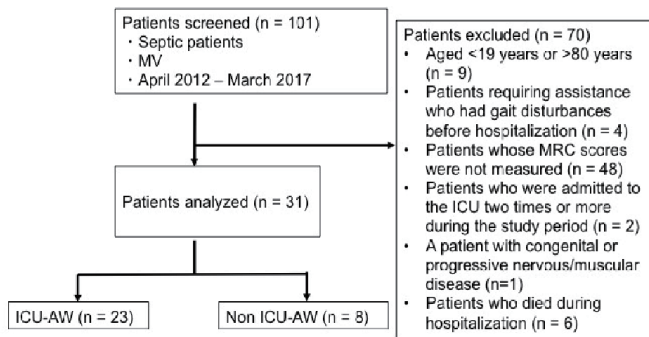 Patients screened (n = 101)
・Septic patients
・MV
・April 2012 – March 2017
Patients excluded (n = 70)
• Aged <19 years or >80 years
(n = 9)
• Patients requiring assistance
who had gait disturbances
before hospitalization (n = 4)
• Patients whose MRC scores
were not measured (n = 48)
• Patients who were admitted to
the ICU two times or more
during the study period (n = 2)
• A patient with congenital or
progressive nervous/muscular
disease (n=1)
• Patients who died during
hospitalization (n = 6)
Patients analyzed (n = 31)
ICU-AW (n = 23)
Non ICU-AW (n = 8)